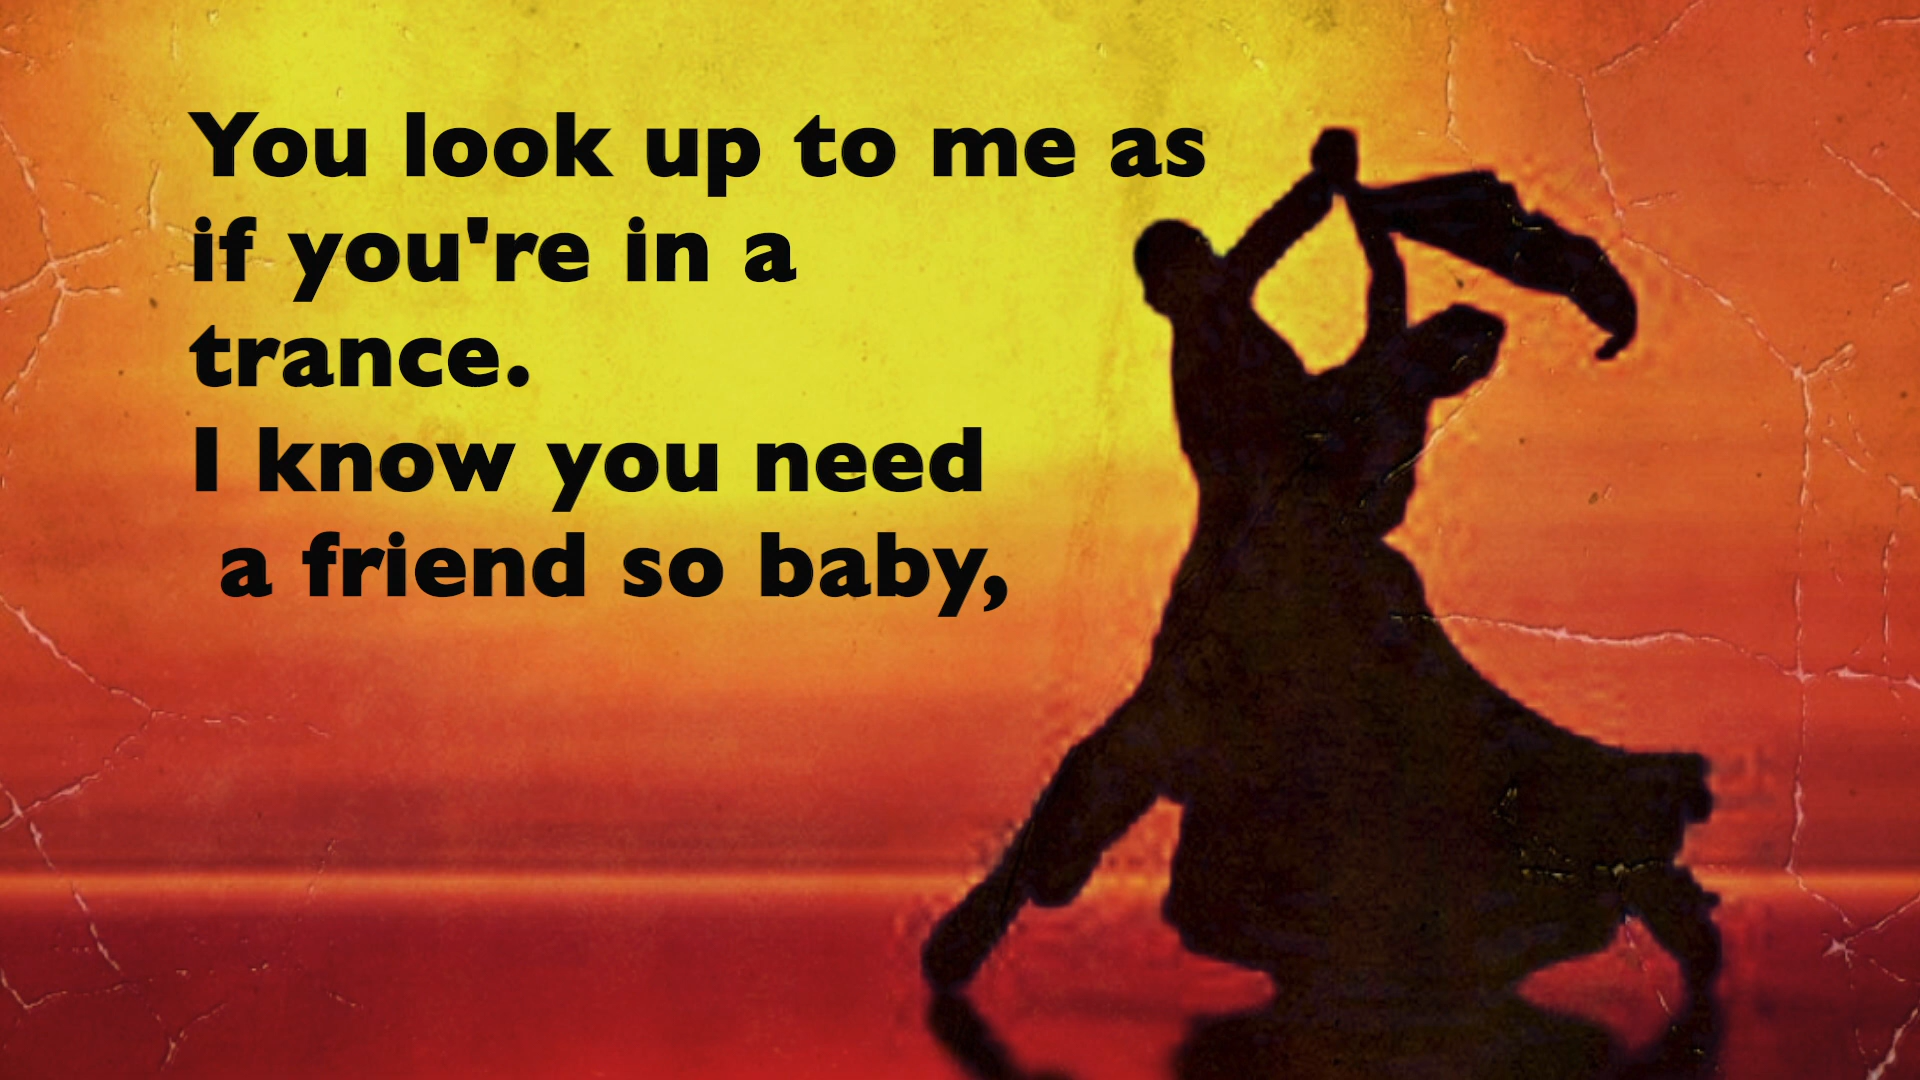 You look up to me as
if you're in a
trance.
I know you need
a friend so baby,